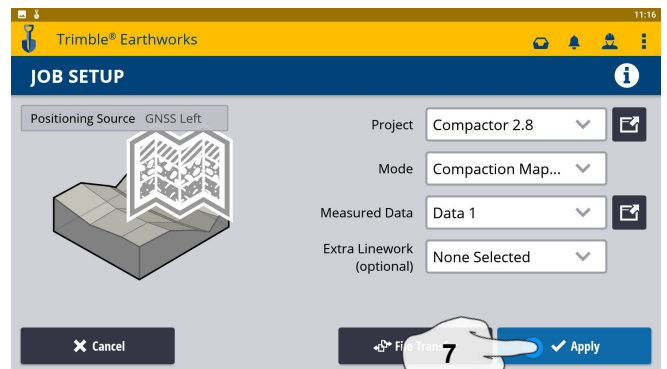 11:16
Trimble® Earthworks
JOB SETUP
Positioning Source GNSS Left
Project Compactor 2.8
Mode Compaction Map...
Measured Data Data 1
Extra Linework
(optional)
None Selected
Cancel
7
Apply